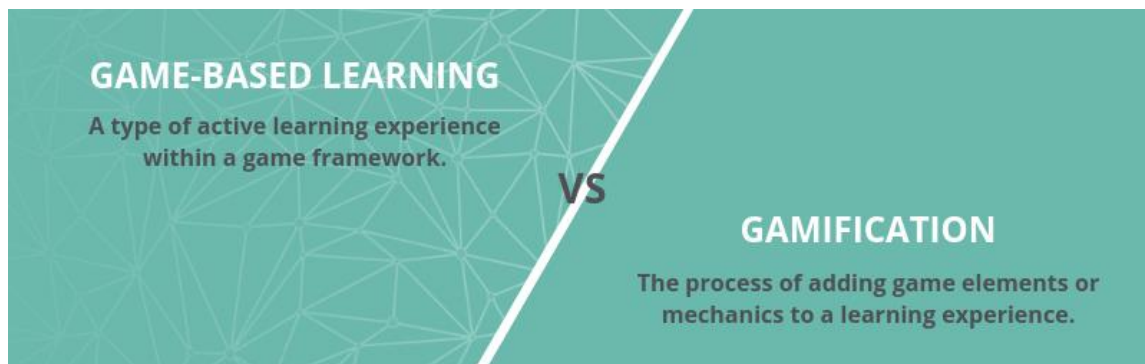 GAME-BASED LEARNING
A type of active learning experience
within a game framework.
VS
GAMIFICATION
The process of adding game elements or
mechanics to a learning experience.